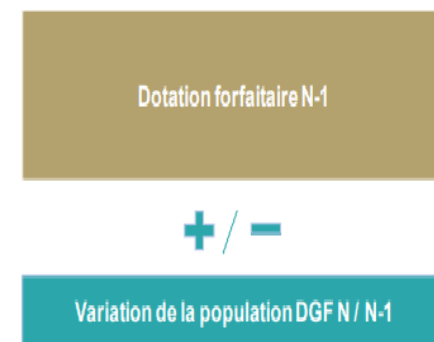 Dotation forfaitaire N-1
+ / −
Variation de la population DGF N / N-1